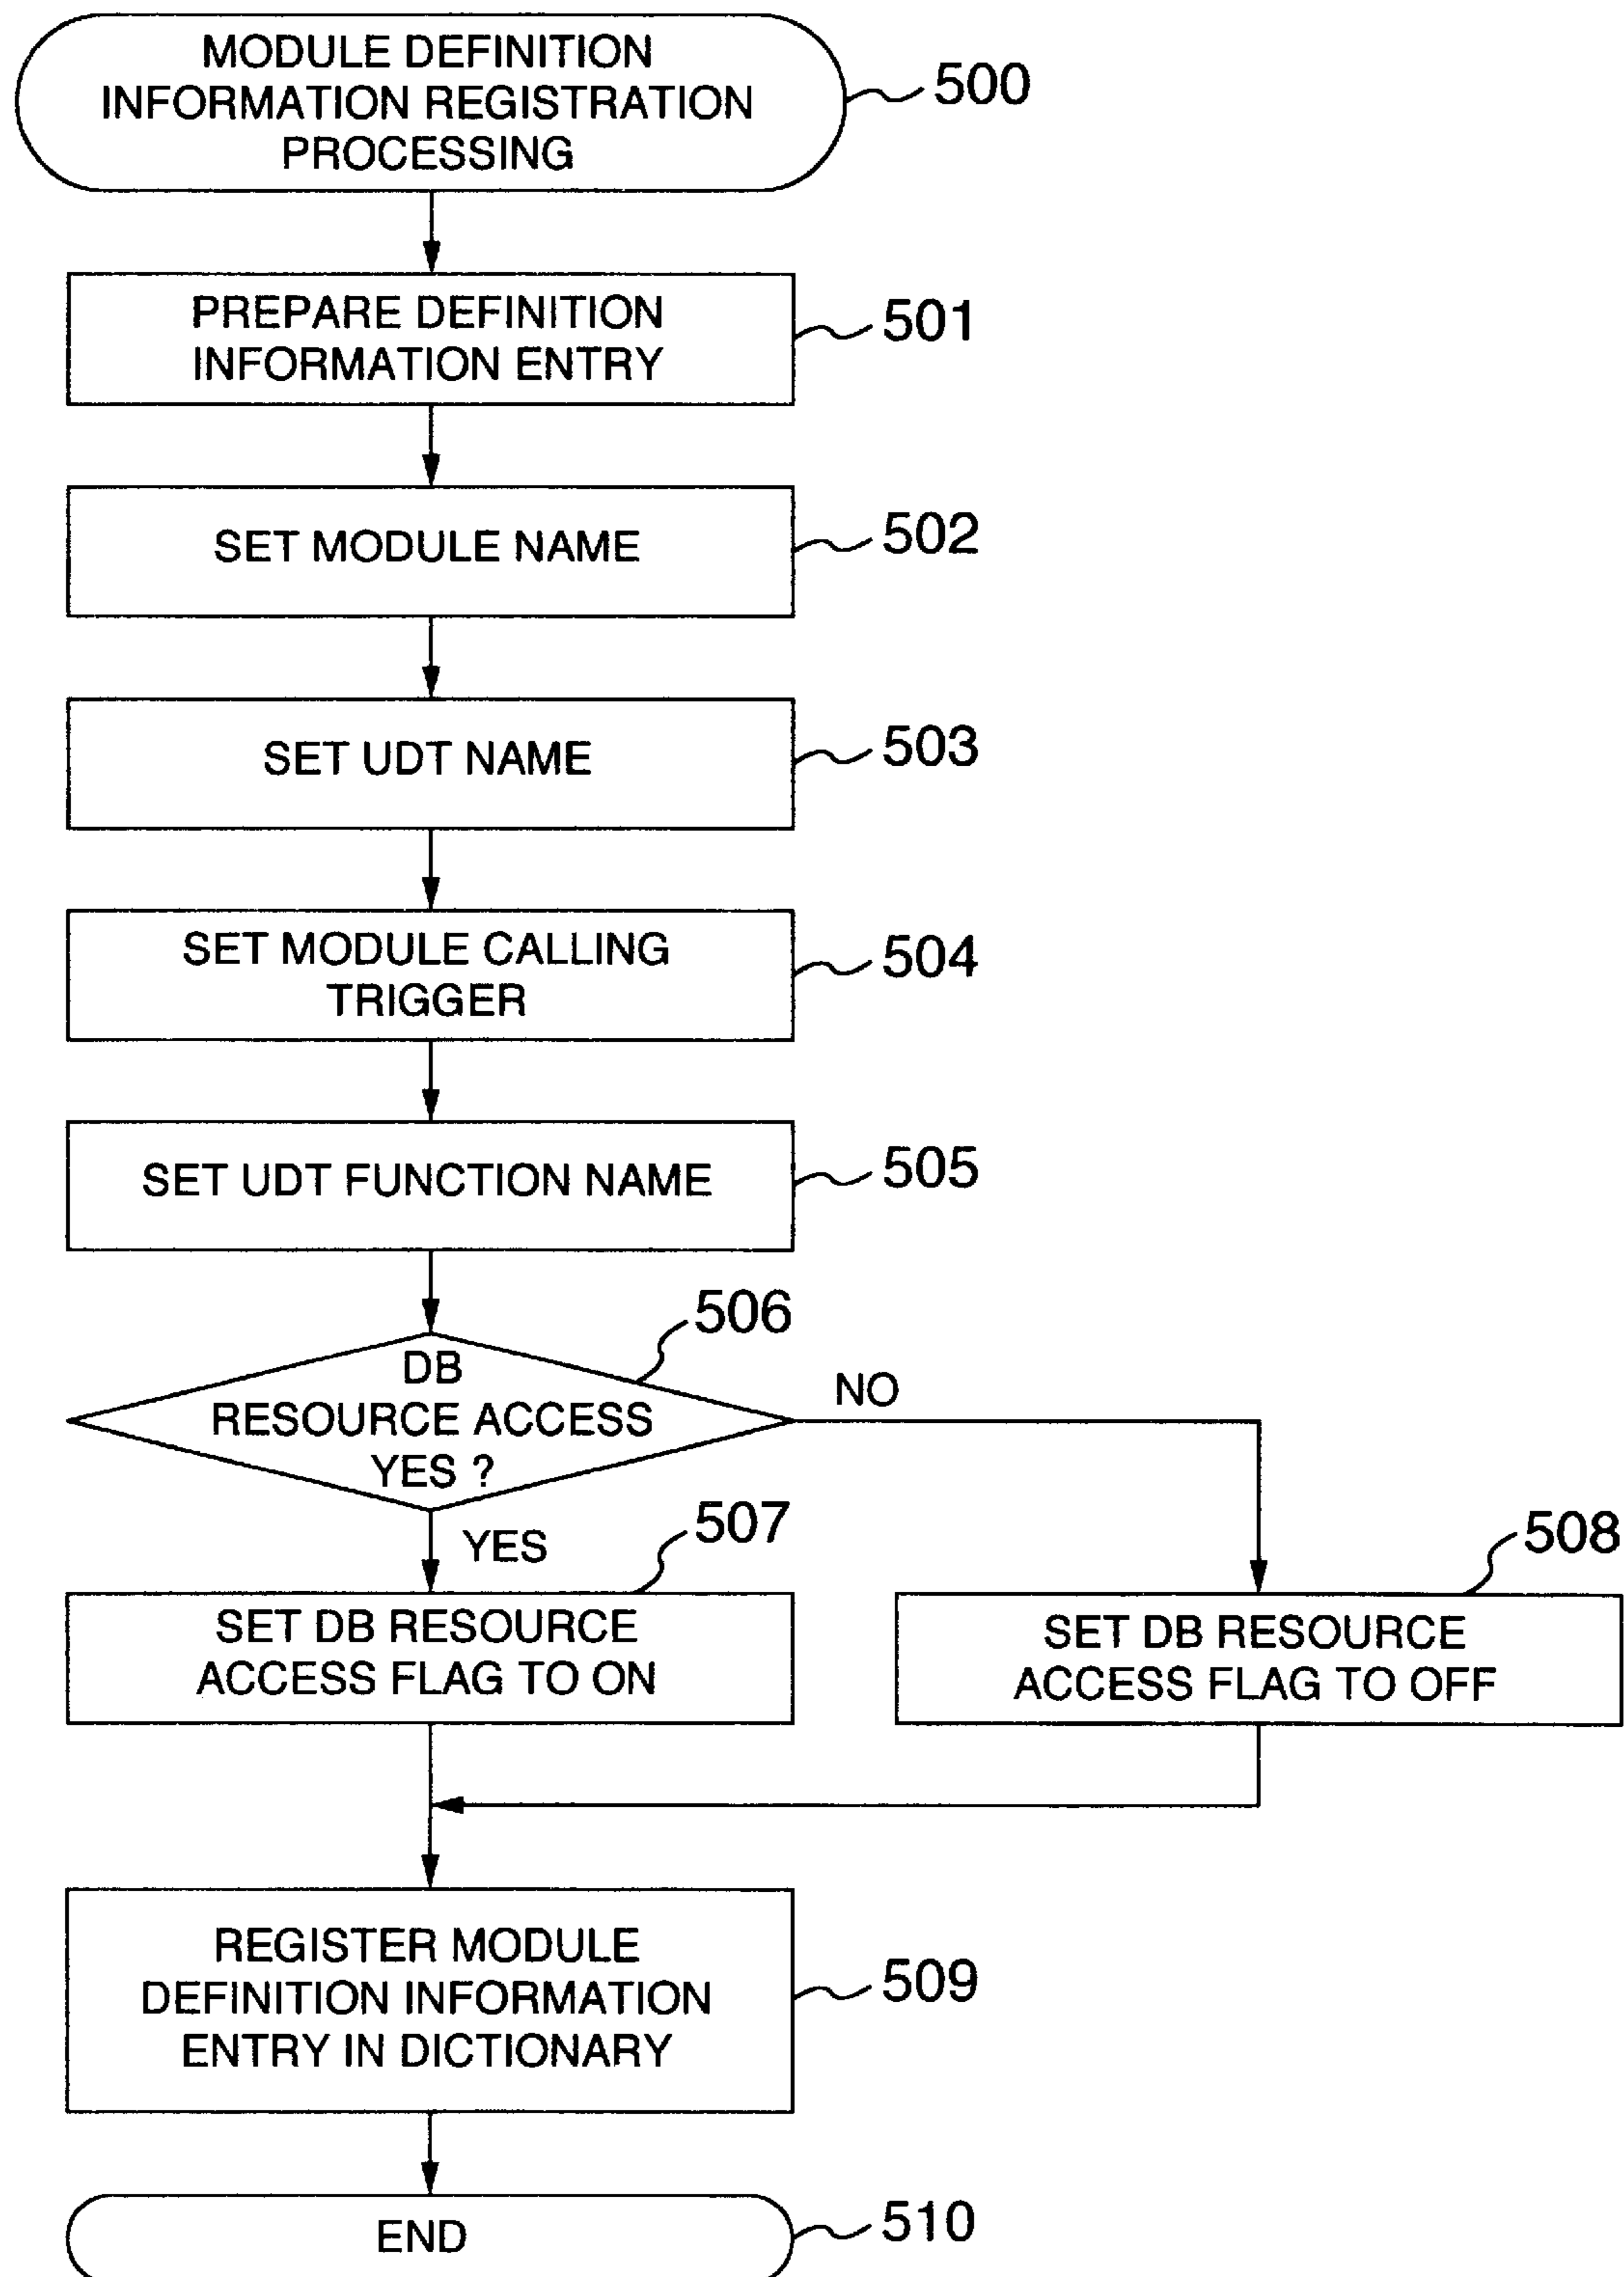 MODULE DEFINITION
INFORMATION REGISTRATION
PROCESSING
500
PREPARE DEFINITION
INFORMATION ENTRY
501
SET MODULE NAME
502
SET UDT NAME
503
SET MODULE CALLING
TRIGGER
504
SET UDT FUNCTION NAME
505
506
DB
RESOURCE ACCESS
YES ?
NO
YES
507
SET DB RESOURCE
ACCESS FLAG TO ON
508
SET DB RESOURCE
ACCESS FLAG TO OFF
REGISTER MODULE
DEFINITION INFORMATION
ENTRY IN DICTIONARY
509
END
510